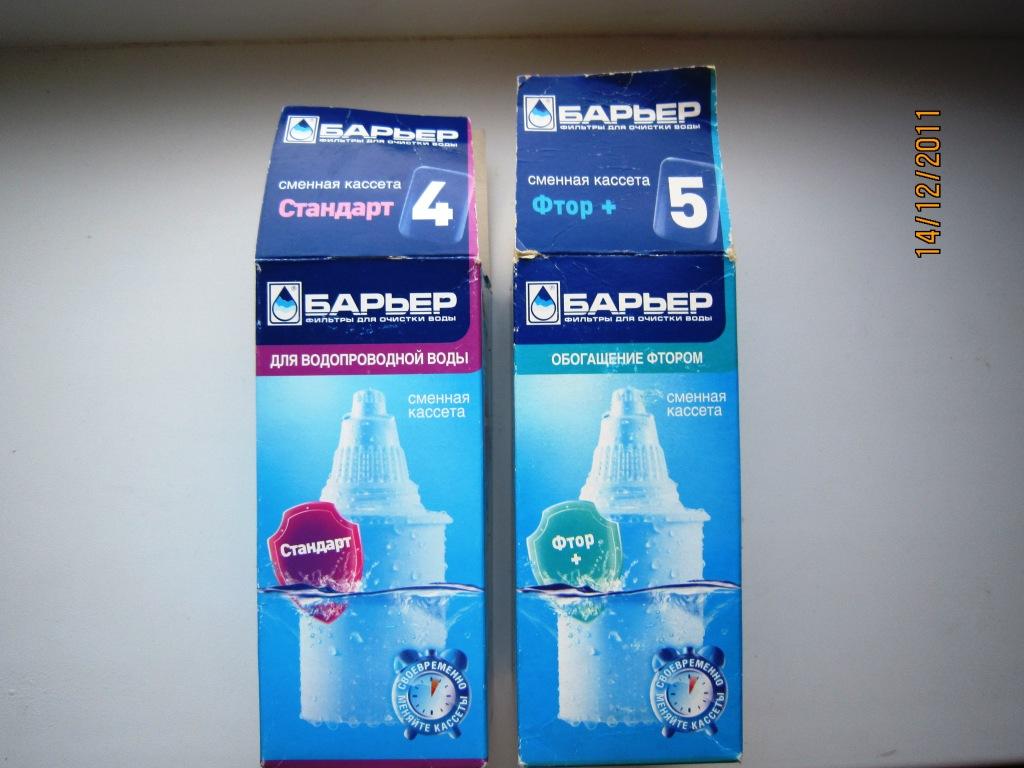 БАРЬЕР
ФИЛЬТРЫ ДЛЯ ОЧИСТКИ ВОДЫ
сменная кассета
Стандарт
4
БАРЬЕР
ФИЛЬТРЫ ДЛЯ ОЧИСТКИ ВОДЫ
ДЛЯ ВОДОПРОВОДНОЙ ВОДЫ
сменная
кассета
Стандарт
СВОЕВРЕМЕННО
МЕНЯЙТЕ КАССЕТЫ
БАРЬЕР
ФИЛЬТРЫ ДЛЯ ОЧИСТКИ ВОДЫ
сменная кассета
Фтор +
5
БАРЬЕР
ФИЛЬТРЫ ДЛЯ ОЧИСТКИ ВОДЫ
ОБОГАЩЕНИЕ ФТОРОМ
сменная
кассета
Фтор
+
СВОЕВРЕМЕННО
МЕНЯЙТЕ КАССЕТЫ
14/12/2011